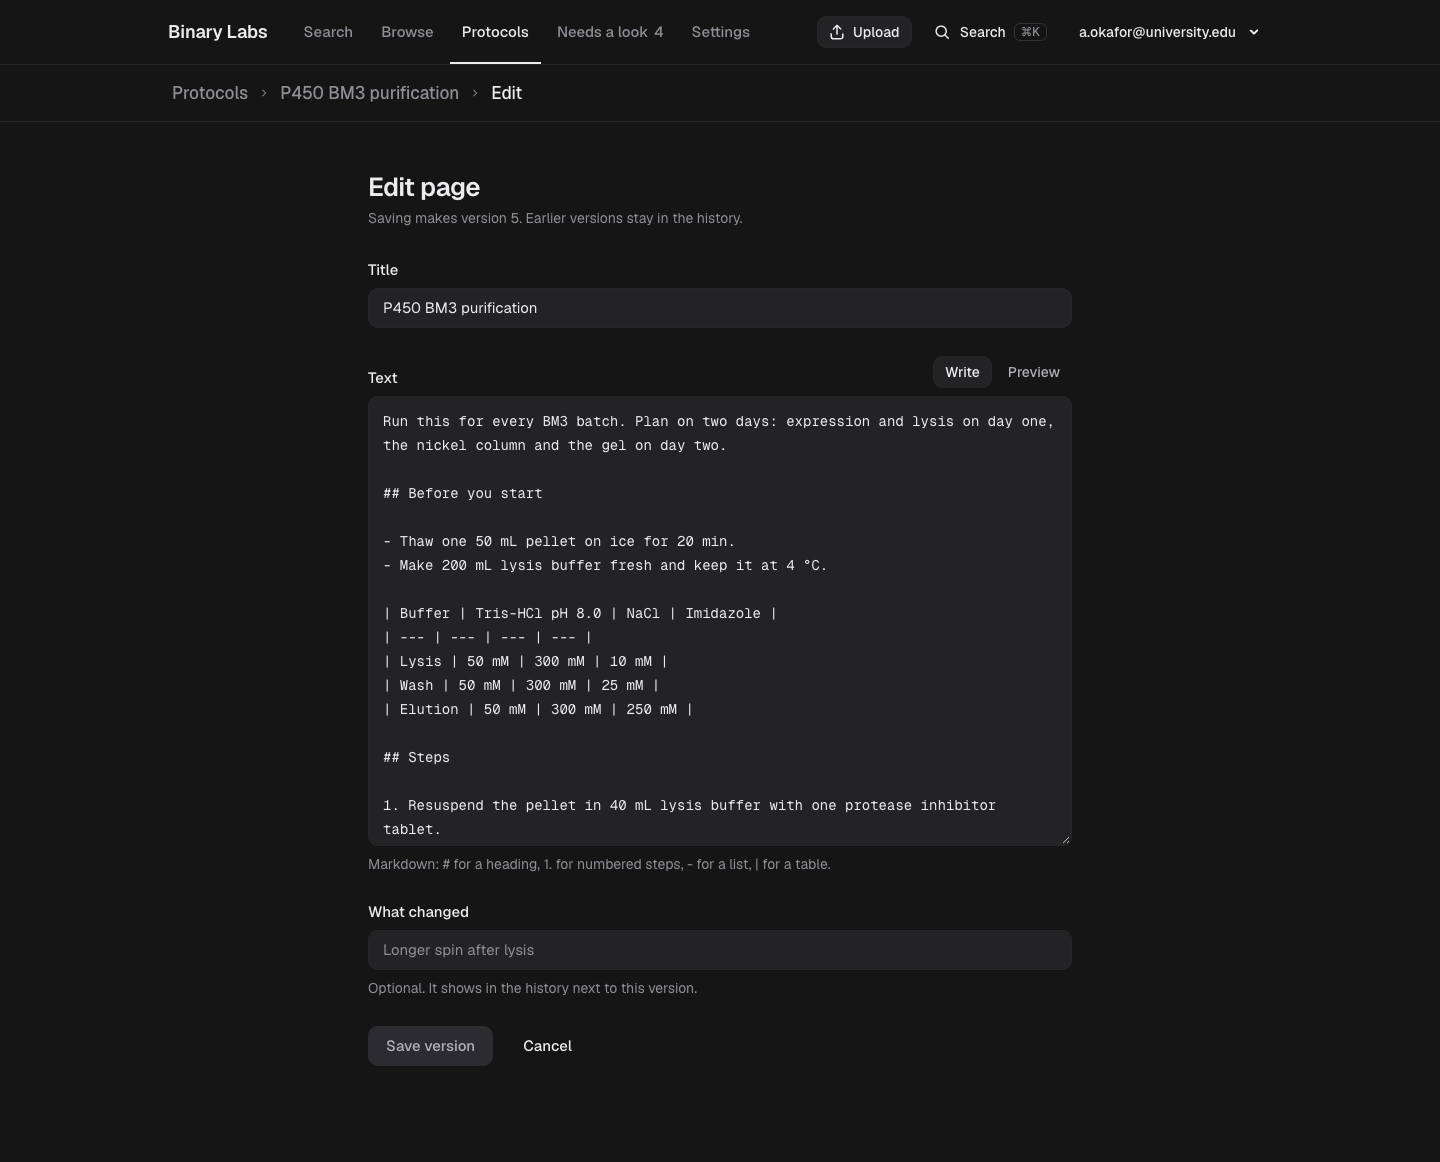 Binary Labs Search Browse Protocols Needs a look 4 Settings Upload Search ⌘K a.okafor@university.edu
Protocols › P450 BM3 purification › Edit
Edit page
Saving makes version 5. Earlier versions stay in the history.
Title
P450 BM3 purification
Text Write Preview
Run this for every BM3 batch. Plan on two days: expression and lysis on day one,
the nickel column and the gel on day two.
## Before you start
- Thaw one 50 mL pellet on ice for 20 min.
- Make 200 mL lysis buffer fresh and keep it at 4 °C.
| Buffer | Tris-HCl pH 8.0 | NaCl | Imidazole |
| --- | --- | --- | --- |
| Lysis | 50 mM | 300 mM | 10 mM |
| Wash | 50 mM | 300 mM | 25 mM |
| Elution | 50 mM | 300 mM | 250 mM |
## Steps
1. Resuspend the pellet in 40 mL lysis buffer with one protease inhibitor
tablet.
Markdown: # for a heading, 1. for numbered steps, - for a list, | for a table.
What changed
Longer spin after lysis
Optional. It shows in the history next to this version.
Save version Cancel